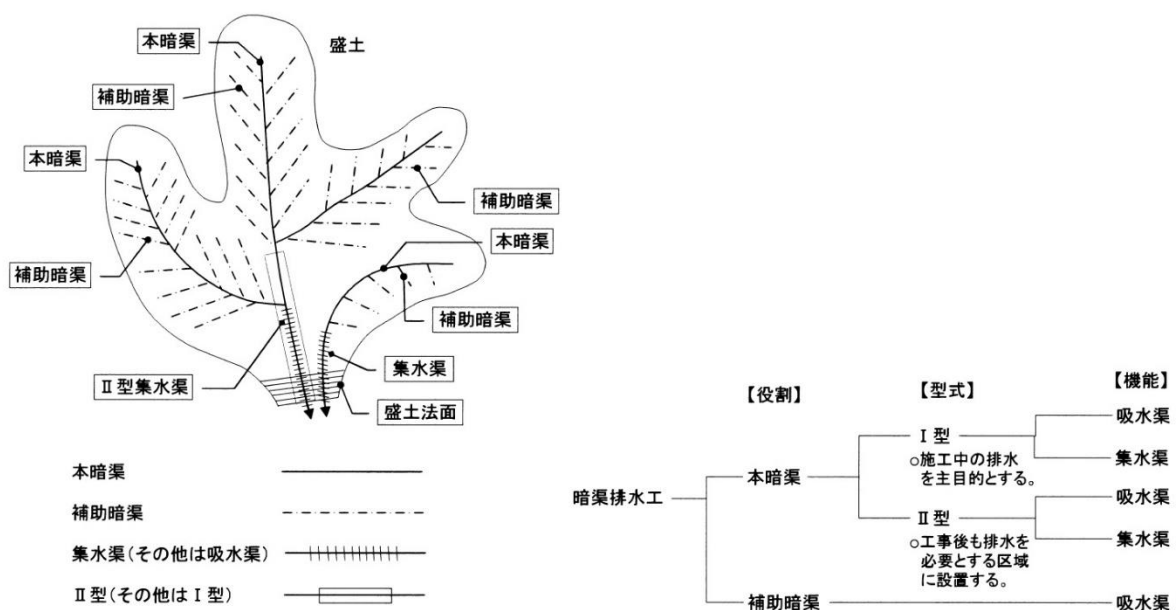 本暗渠
盛土
補助暗渠
本暗渠
補助暗渠
本暗渠
補助暗渠
補助暗渠
Ⅱ型集水渠
集水渠
盛土法面
本暗渠
補助暗渠
集水渠(その他は吸水渠)
Ⅱ型(その他はⅠ型)
【役割】
【型式】
【機能】
暗渠排水工
本暗渠
Ⅰ型
○施工中の排水
を主目的とする。
吸水渠
集水渠
Ⅱ型
○工事後も排水を
必要とする区域
に設置する。
吸水渠
集水渠
補助暗渠
吸水渠